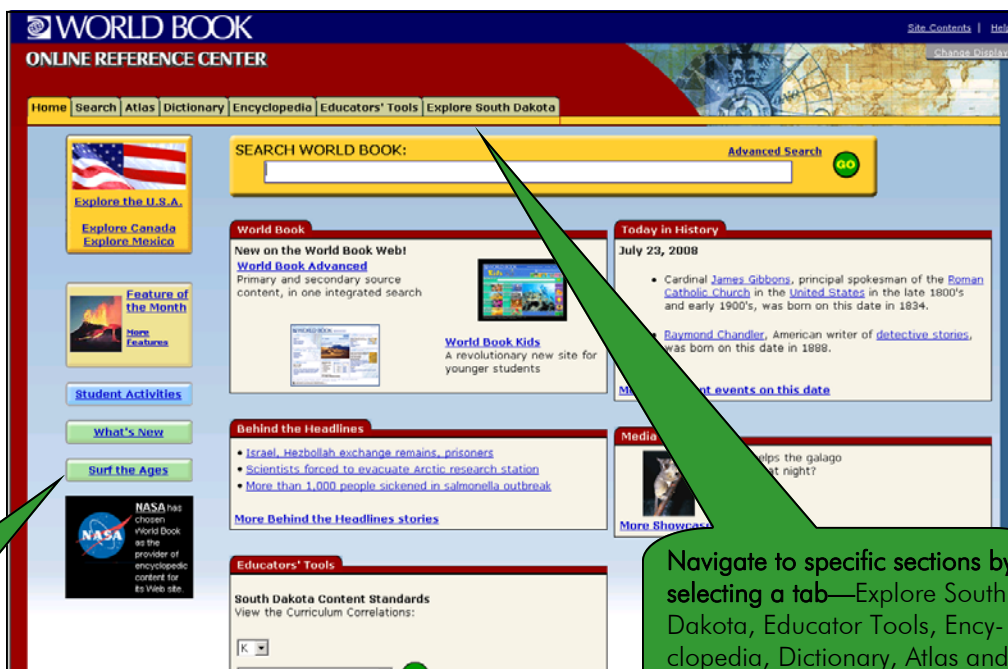 WORLD BOOK
Site Contents | Help
ONLINE REFERENCE CENTER
Change Display
Home Search Atlas Dictionary Encyclopedia Educators' Tools Explore South Dakota
SEARCH WORLD BOOK:
Advanced Search
GO
Explore the U.S.A.
Explore Canada
Explore Mexico
Feature of
the Month
More
Features
Student Activities
What's New
Surf the Ages
NASA
NASA has
chosen
World Book
as the
provider of
encyclopedic
content for
its Web site.
World Book
New on the World Book Web!
World Book Advanced
Primary and secondary source
content, in one integrated search
World Book Kids
A revolutionary new site for
younger students
Today in History
July 23, 2008
• Cardinal James Gibbons, principal spokesman of the Roman
Catholic Church in the United States in the late 1800's
and early 1900's, was born on this date in 1834.
• Raymond Chandler, American writer of detective stories,
was born on this date in 1888.
events on this date
Behind the Headlines
• Israel, Hezbollah exchange remains, prisoners
• Scientists forced to evacuate Arctic research station
• More than 1,000 people sickened in salmonella outbreak
More Behind the Headlines stories
Media
the galago
at night?
More
Educators' Tools
South Dakota Content Standards
View the Curriculum Correlations:
K
Navigate to specific sections by
selecting a tab—Explore South
Dakota, Educator Tools, Ency-
clopedia, Dictionary, Atlas and